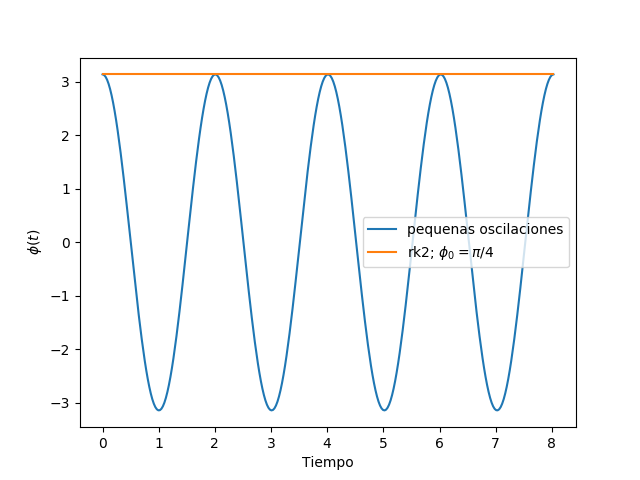 3
2
1
0
−1
−2
−3
ϕ(t)
pequenas oscilaciones
rk2; ϕ₀ = π/4
0 1 2 3 4 5 6 7 8
Tiempo